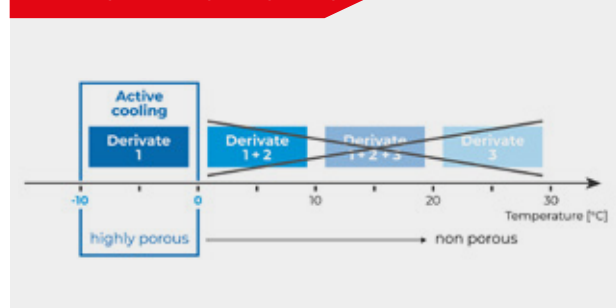 Active
cooling
Derivate
1
Derivate
1 + 2
Derivate
1 + 2 + 3
Derivate
3
-10
0
10
20
30
Temperature [°C]
highly porous
non porous